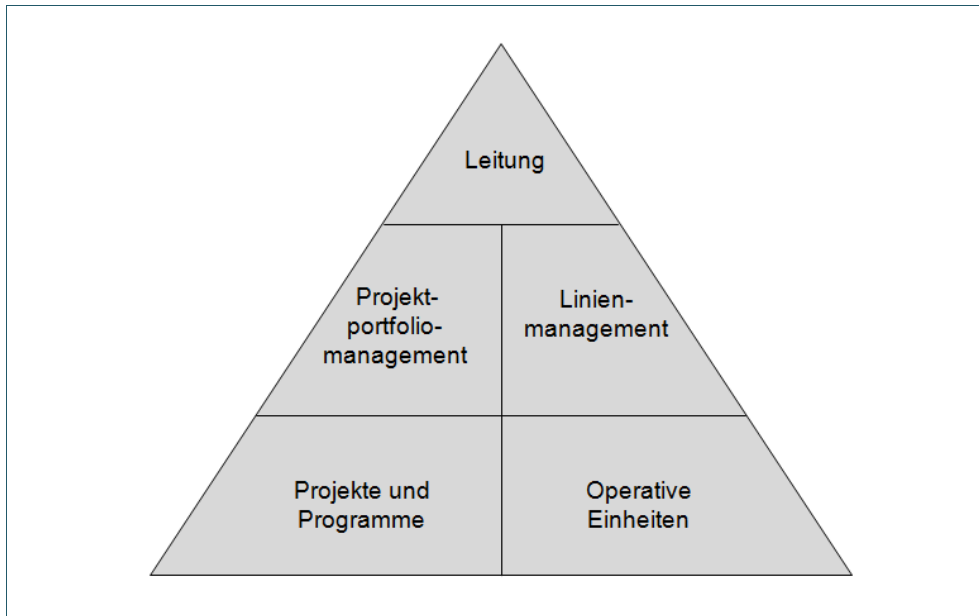 Leitung
Projekt-
portfolio-
management
Linien-
management
Projekte und
Programme
Operative
Einheiten